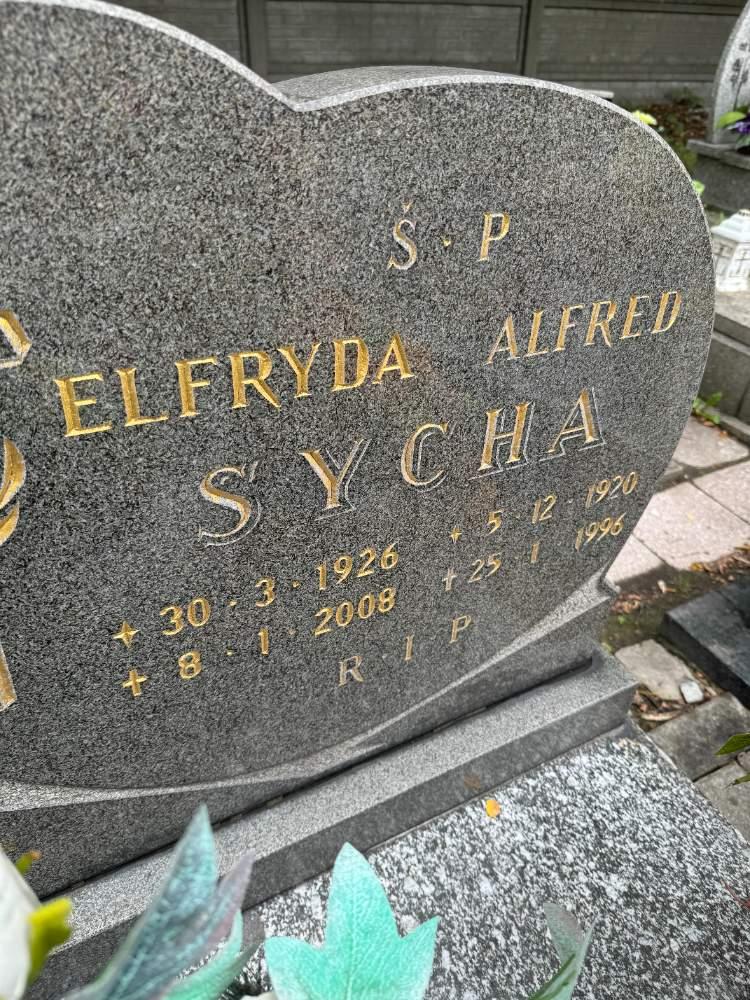 Ś · P
ELFRYDA ALFRED
SYCHA
+ 30 · 3 · 1926 + 5 · 12 · 1920
+ 8 · 1 · 2008 + 25 · 1 · 1996
R · I · P